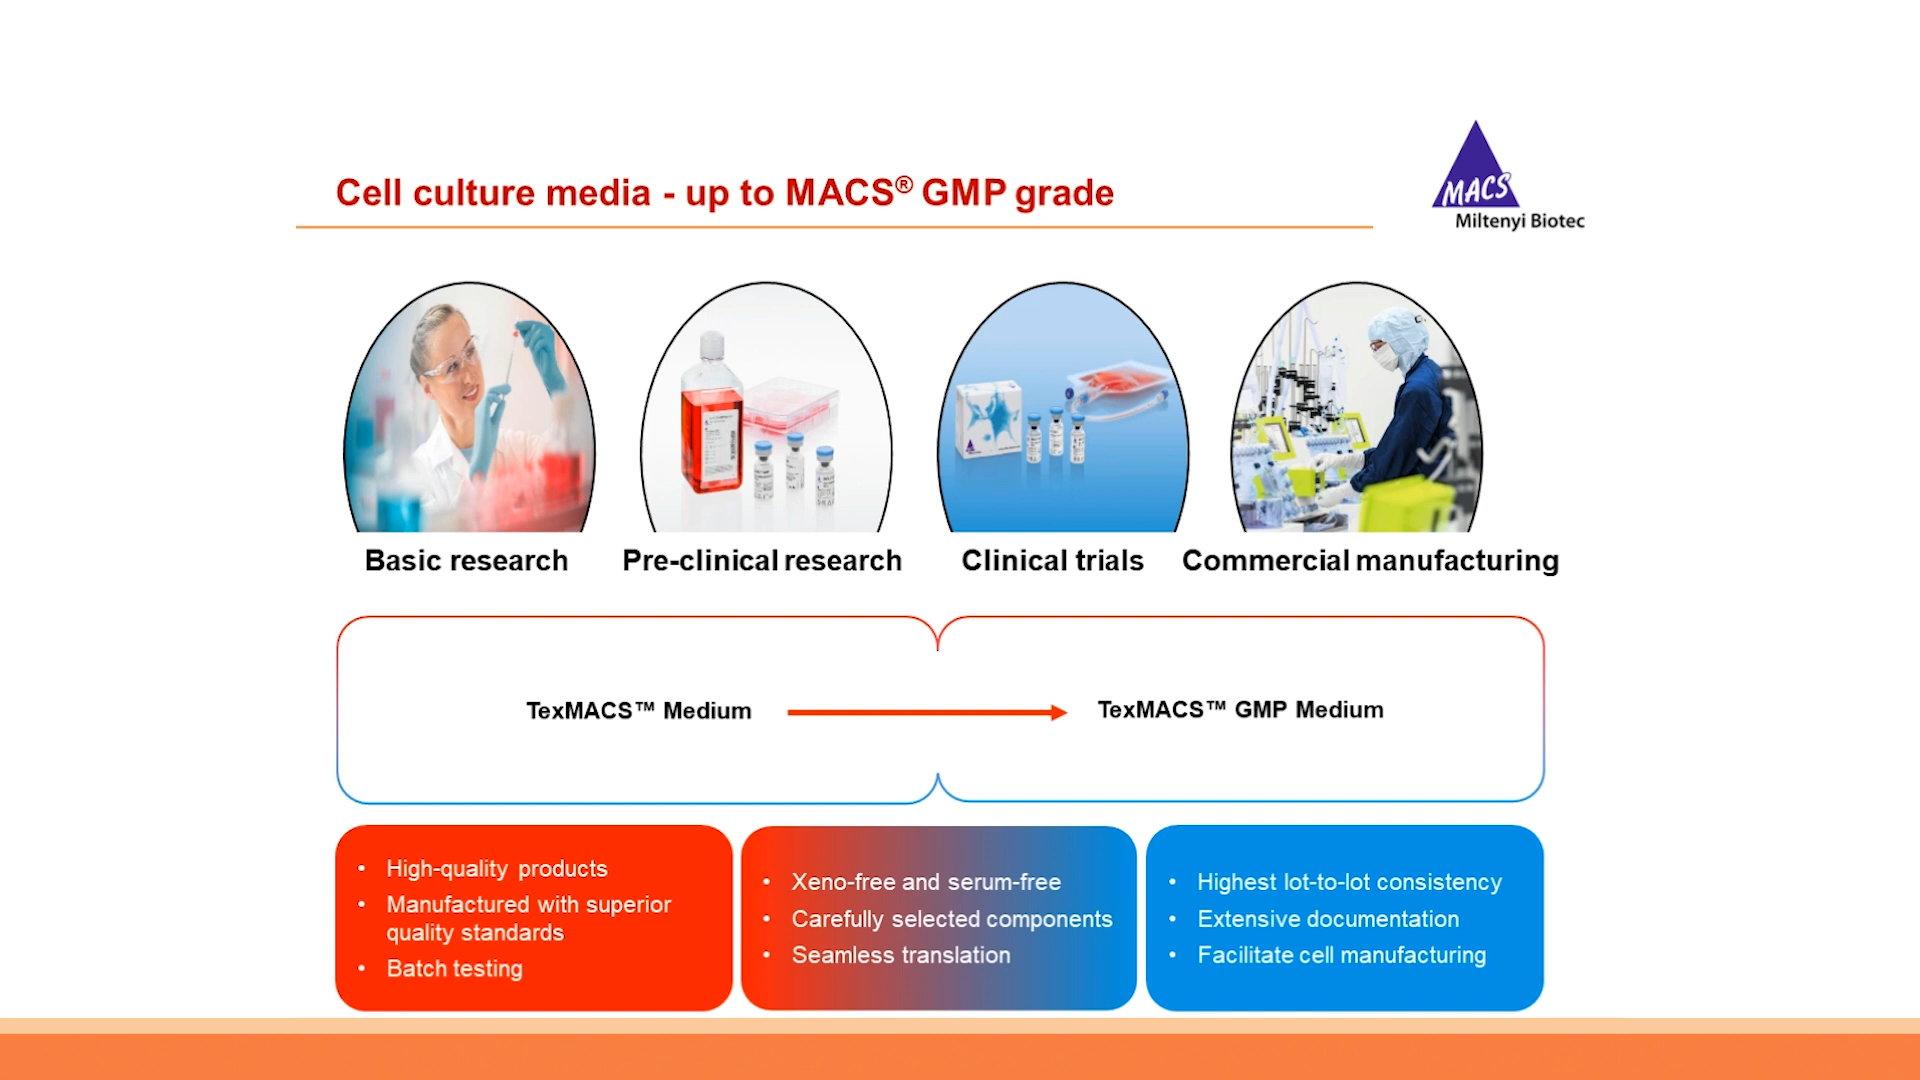 Cell culture media - up to MACS® GMP grade
MACS
Miltenyi Biotec
Basic research
Pre-clinical research
Clinical trials
Commercial manufacturing
TexMACS™ Medium
TexMACS™ GMP Medium
• High-quality products
• Manufactured with superior
quality standards
• Batch testing
• Xeno-free and serum-free
• Carefully selected components
• Seamless translation
• Highest lot-to-lot consistency
• Extensive documentation
• Facilitate cell manufacturing